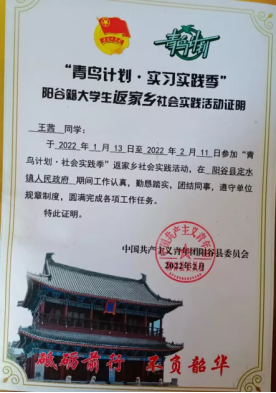 青鸟计划
“青鸟计划·实习实践季”
阳谷籍大学生返家乡社会实践活动证明
王茜 同学：
于 2022 年 1 月 13 日至 2022 年 2 月 11 日参加“青
鸟计划·社会实践季”返家乡社会实践活动，在 阳谷县定水
镇人民政府 期间工作认真，勤恳踏实，团结同事，遵守单位
规章制度，圆满完成各项工作任务。
特此证明。
中国共产主义青年团阳谷县委员会
2022年2月
砥砺前行 不负韶华